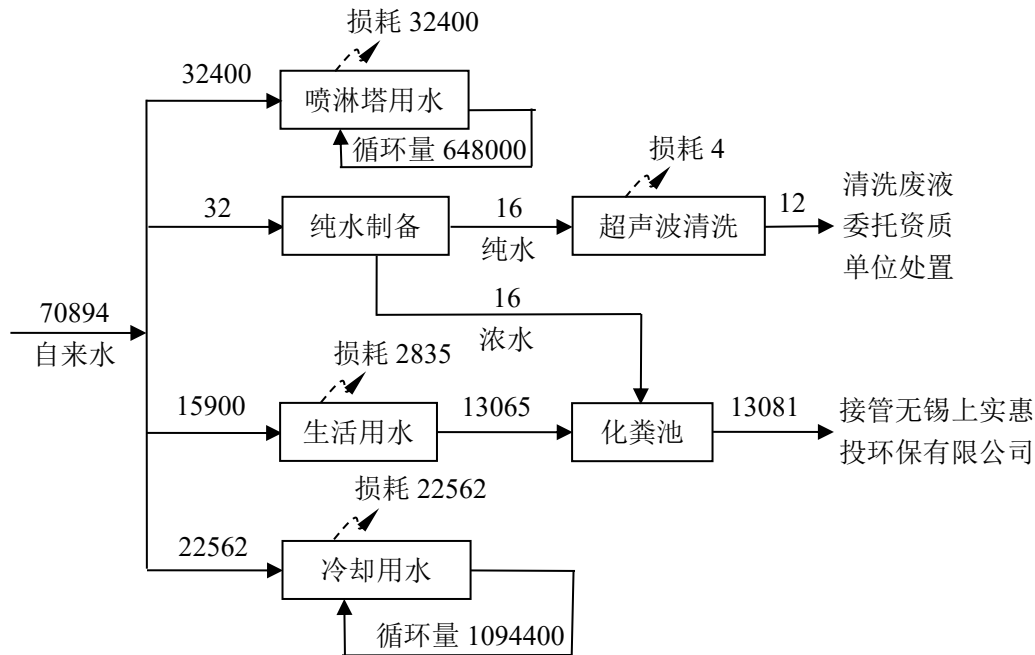 损耗 32400
32400
喷淋塔用水
循环量 648000
损耗 4
32
纯水制备
16
纯水
超声波清洗
12
清洗废液
委托资质
单位处置
70894
自来水
16
浓水
损耗 2835
15900
生活用水
13065
化粪池
13081
接管无锡上实惠
投环保有限公司
损耗 22562
22562
冷却用水
循环量 1094400